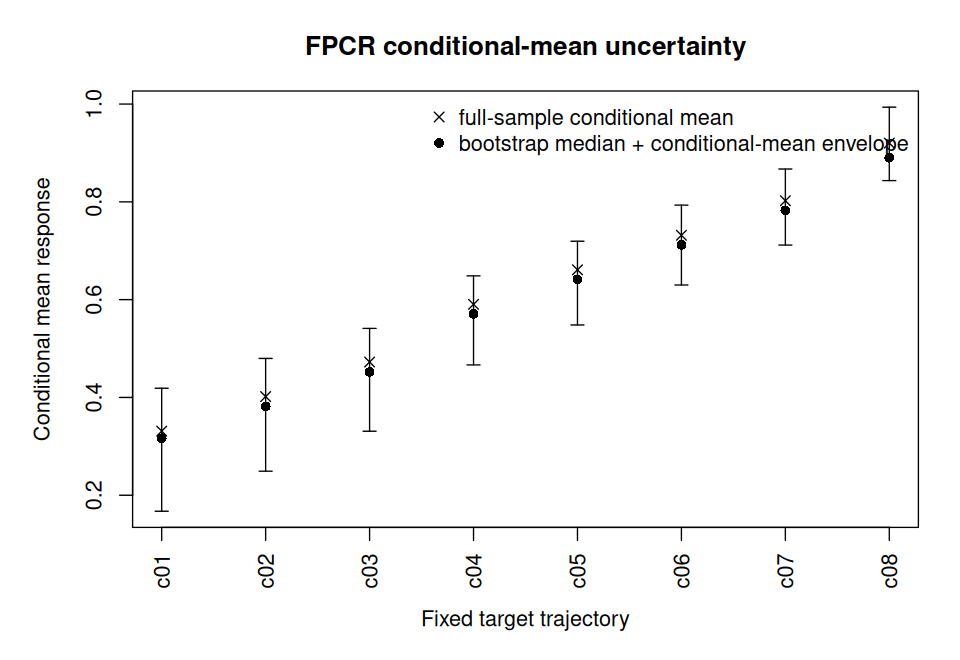 FPCR conditional-mean uncertainty
full-sample conditional mean
bootstrap median + conditional-mean envelope
Conditional mean response
1.0
0.8
0.6
0.4
0.2
c01 c02 c03 c04 c05 c06 c07 c08
Fixed target trajectory